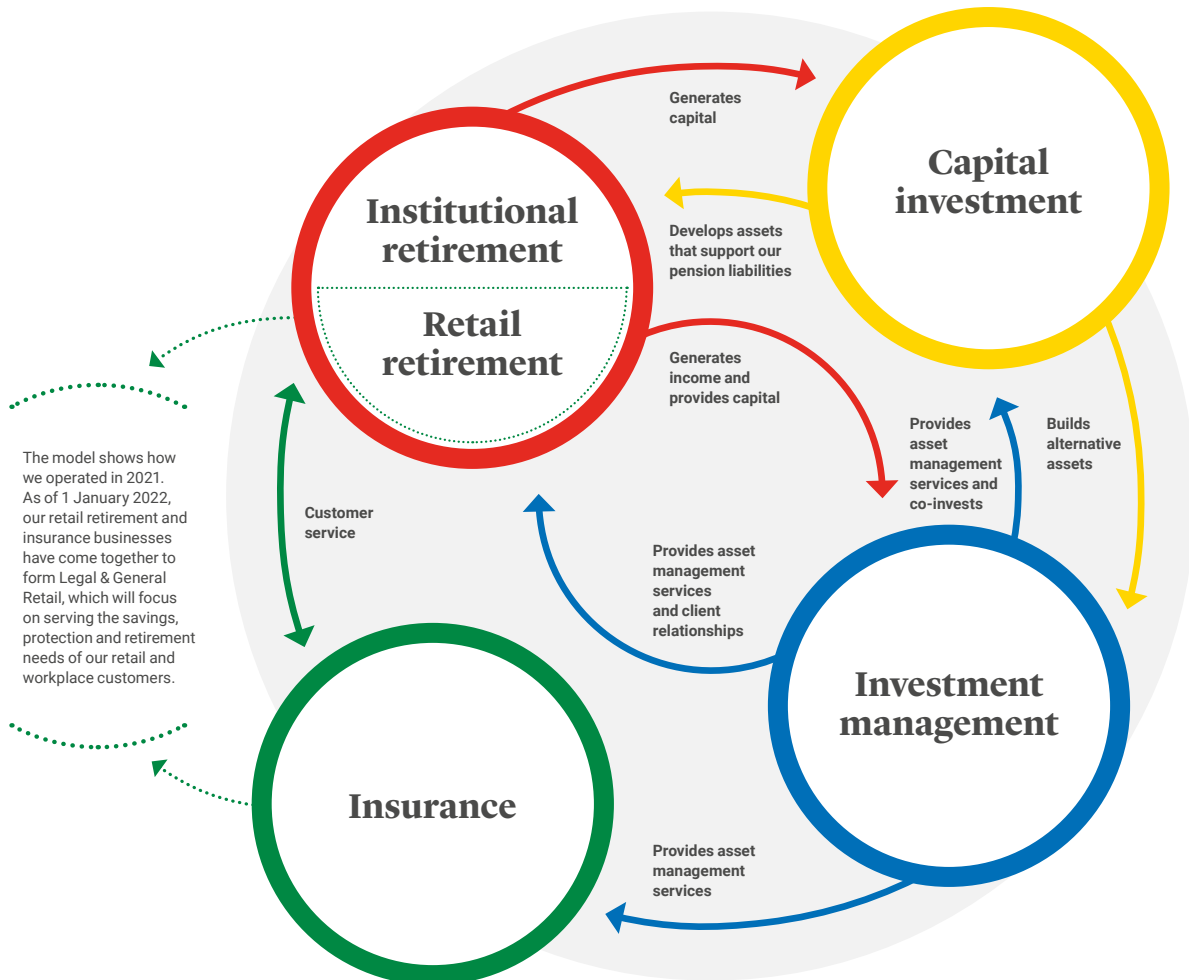 Generates
capital
Capital
investment
Institutional
retirement
Develops assets
that support our
pension liabilities
Retail
retirement
Generates
income and
provides capital
Provides
asset
management
services and
co-invests
Builds
alternative
assets
The model shows how
we operated in 2021.
As of 1 January 2022,
our retail retirement and
insurance businesses
have come together to
form Legal & General
Retail, which will focus
on serving the savings,
protection and retirement
needs of our retail and
workplace customers.
Customer
service
Provides asset
management
services
and client
relationships
Investment
management
Insurance
Provides asset
management
services